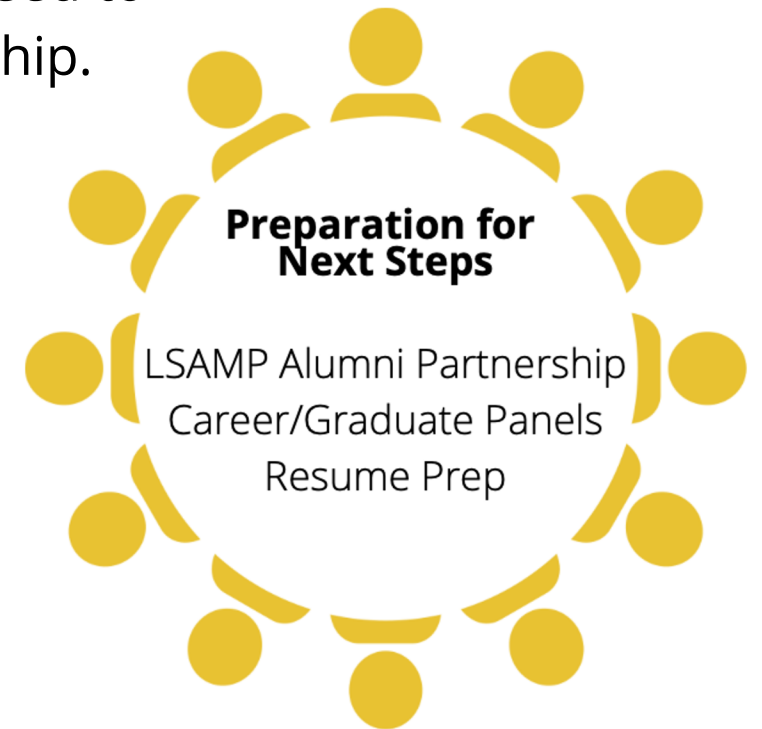 hip.
Preparation for
Next Steps
LSAMP Alumni Partnership
Career/Graduate Panels
Resume Prep